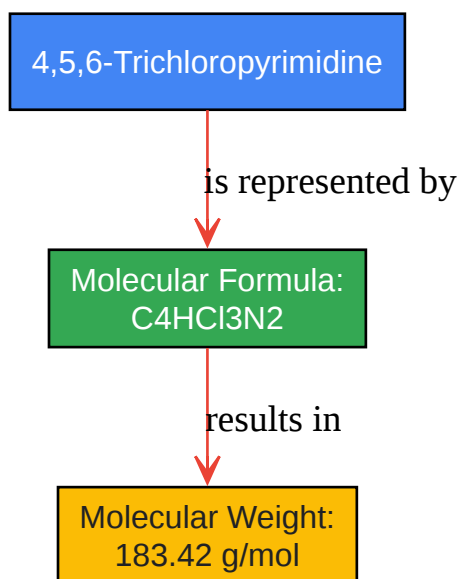 4,5,6-Trichloropyrimidine
is represented by
Molecular Formula:
C4HCl3N2
results in
Molecular Weight:
183.42 g/mol